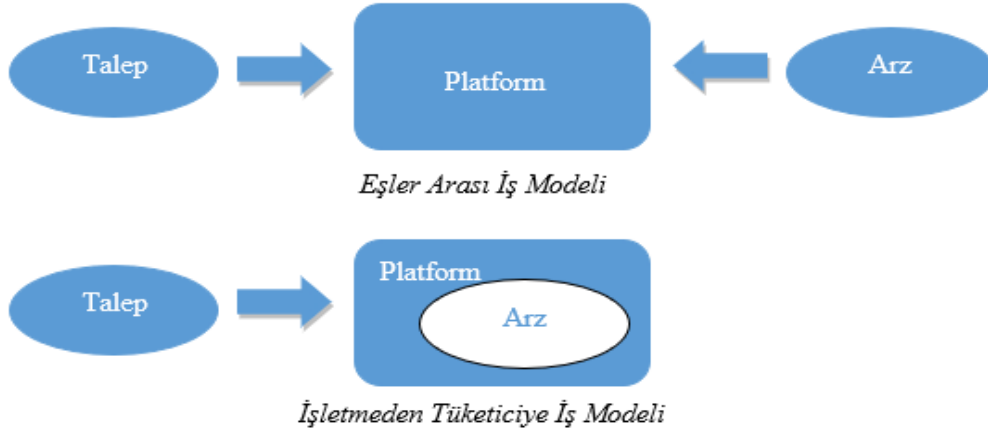 Talep
Platform
Arz
Eşler Arası İş Modeli
Talep
Platform
Arz
İşletmeden Tüketiciye İş Modeli